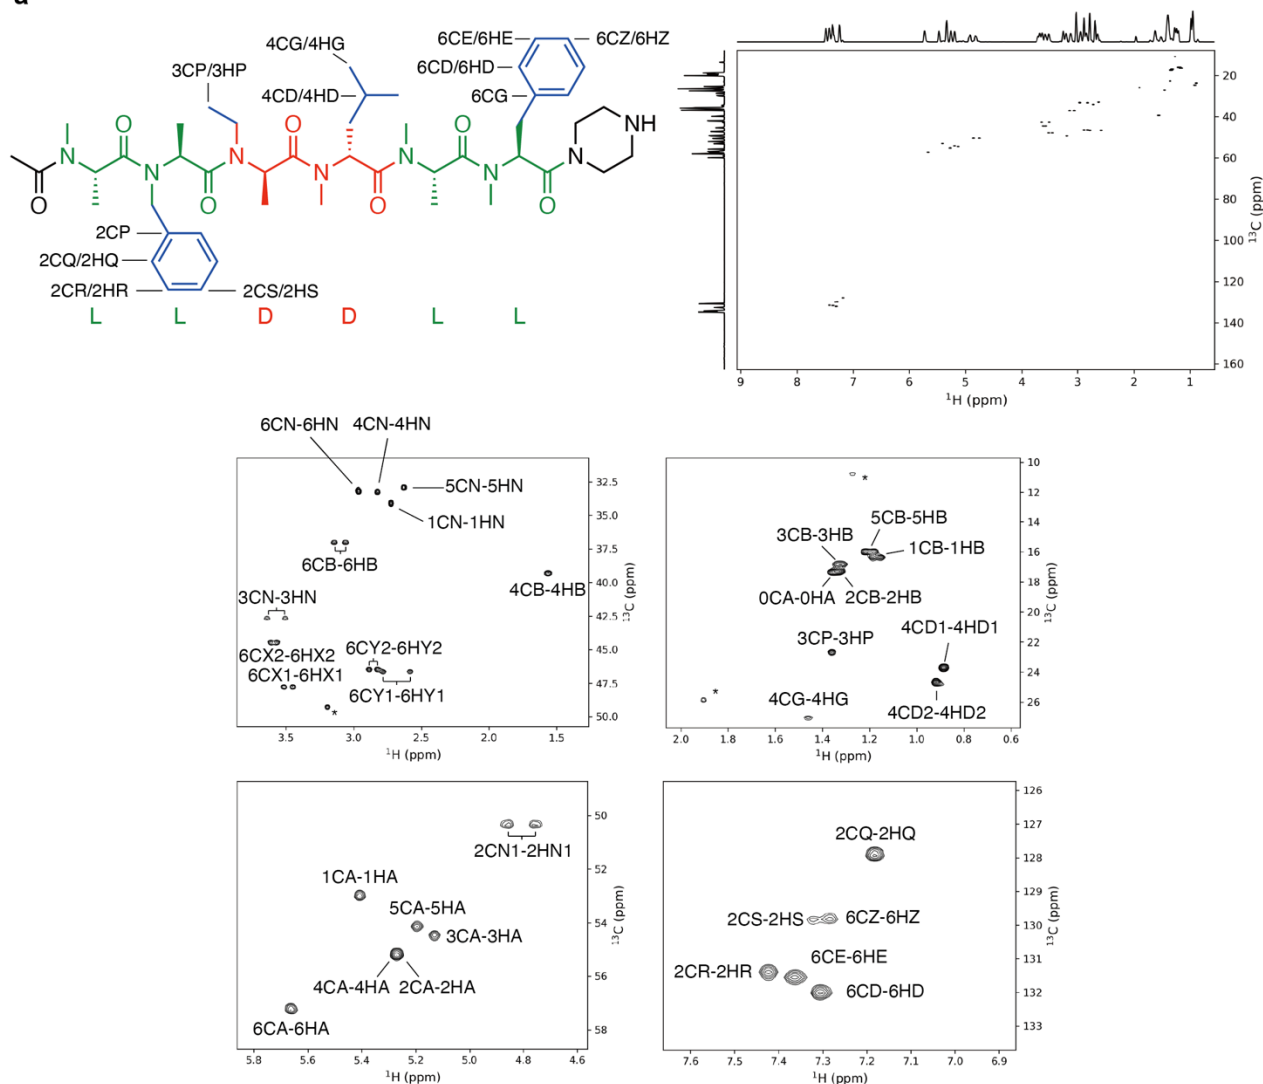 a
4CG/4HG
6CE/6HE
6CZ/6HZ
3CP/3HP
6CD/6HD
4CD/4HD
6CG
O
O
O
NH
N
N
N
N
N
N
N
O
O
O
O
2CP
2CQ/2HQ
2CR/2HR
2CS/2HS
L L D D L L
20
40
60
80
100
120
140
160
13C (ppm)
9 8 7 6 5 4 3 2 1
1H (ppm)
6CN-6HN
4CN-4HN
5CN-5HN
1CN-1HN
6CB-6HB
4CB-4HB
3CN-3HN
6CY2-6HY2
6CX2-6HX2
6CX1-6HX1
6CY1-6HY1
*
32.5
35.0
37.5
40.0
42.5
45.0
47.5
50.0
13C (ppm)
3.5 3.0 2.5 2.0 1.5
1H (ppm)
*
5CB-5HB
3CB-3HB
1CB-1HB
0CA-0HA
2CB-2HB
3CP-3HP
4CD1-4HD1
*
4CG-4HG
4CD2-4HD2
10
12
14
16
18
20
22
24
26
13C (ppm)
2.0 1.8 1.6 1.4 1.2 1.0 0.8 0.6
1H (ppm)
2CN1-2HN1
1CA-1HA
5CA-5HA
3CA-3HA
4CA-4HA
2CA-2HA
6CA-6HA
50
52
54
56
58
13C (ppm)
5.8 5.6 5.4 5.2 5.0 4.8 4.6
1H (ppm)
2CQ-2HQ
2CS-2HS
6CZ-6HZ
6CE-6HE
2CR-2HR
6CD-6HD
126
127
128
129
130
131
132
133
13C (ppm)
7.6 7.5 7.4 7.3 7.2 7.1 7.0 6.9
1H (ppm)